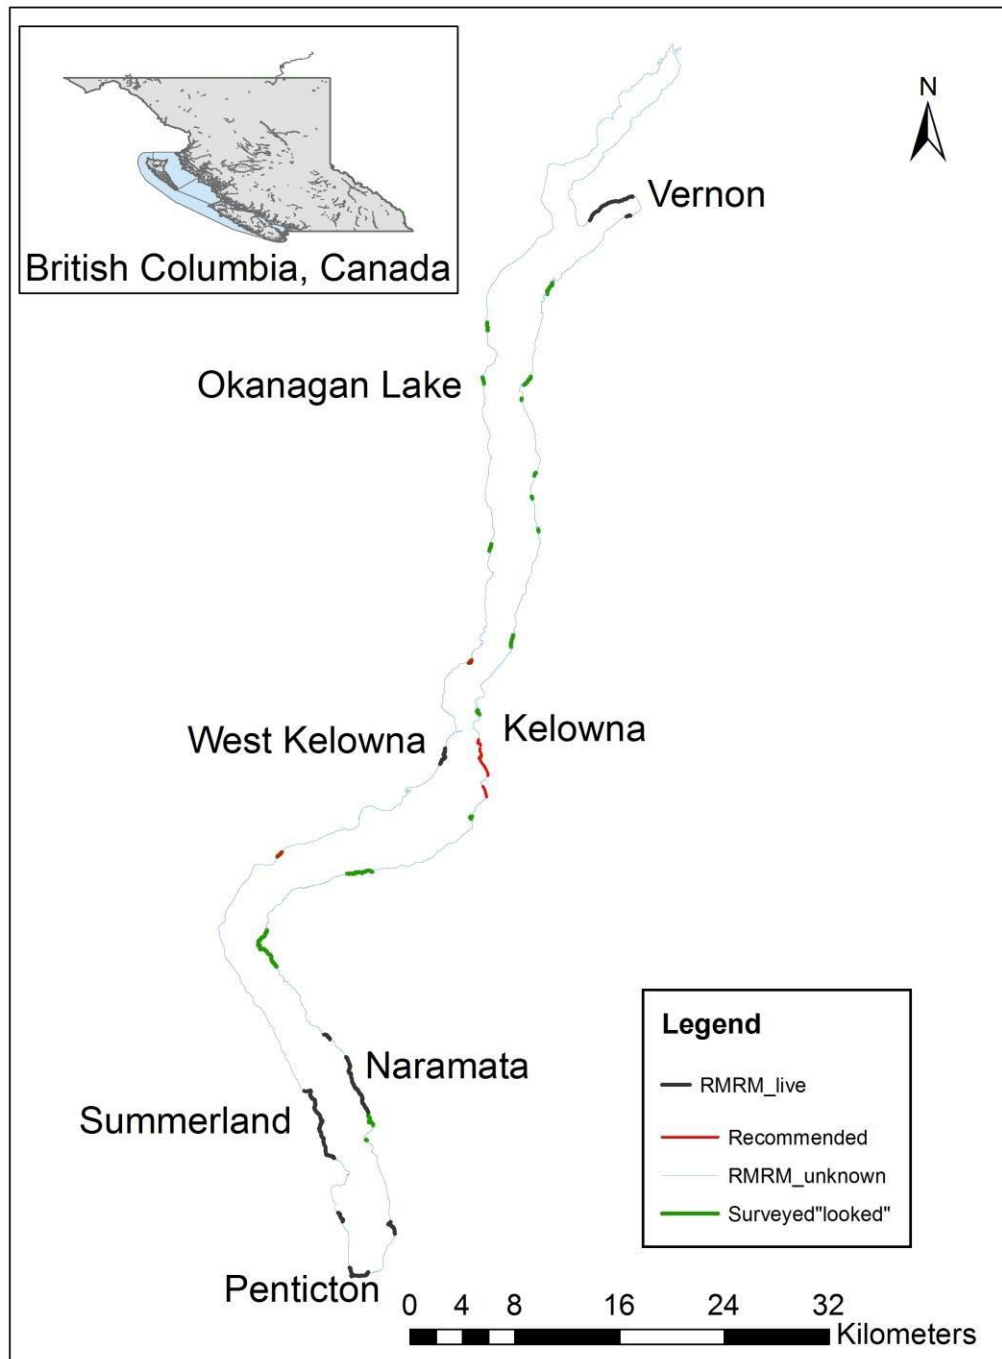 N
Vernon
British Columbia, Canada
Okanagan Lake
West Kelowna
Kelowna
Naramata
Summerland
Penticton
Legend
RMRM_live
Recommended
RMRM_unknown
Surveyed"looked"
0 4 8 16 24 32
Kilometers